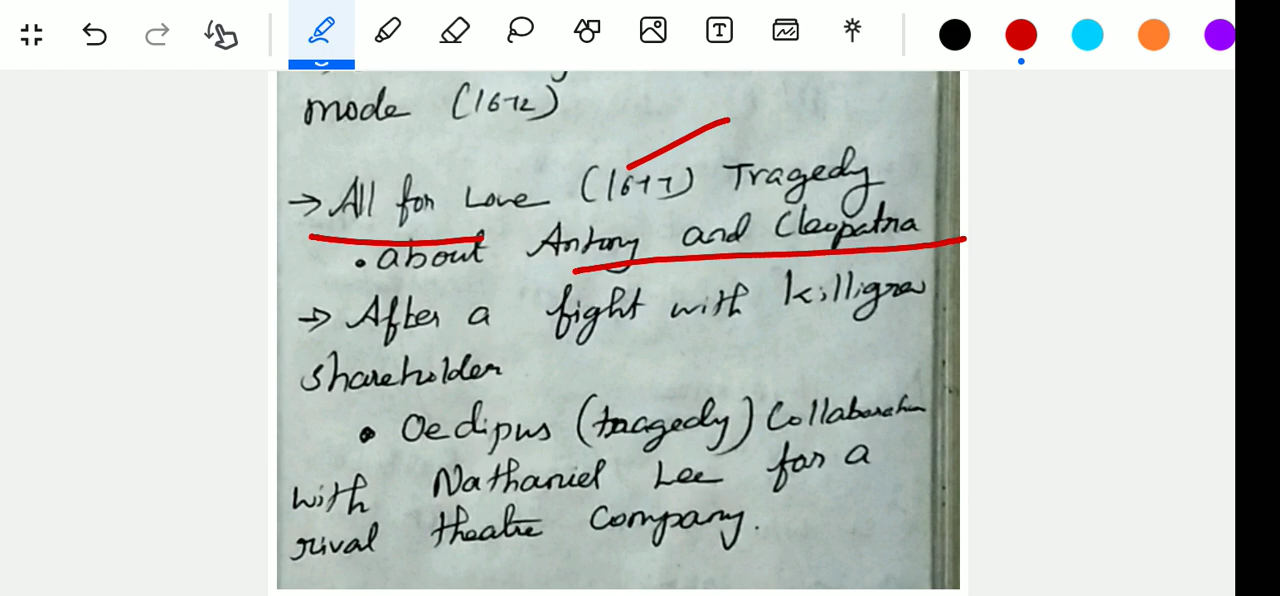 mode (1672)
→ All for Love (1677) Tragedy
• about Antony and Cleopatra
→ After a fight with Killigrew
shareholder
• Oedipus (tragedy) Collaboration
with Nathaniel Lee for a
rival theatre Company.